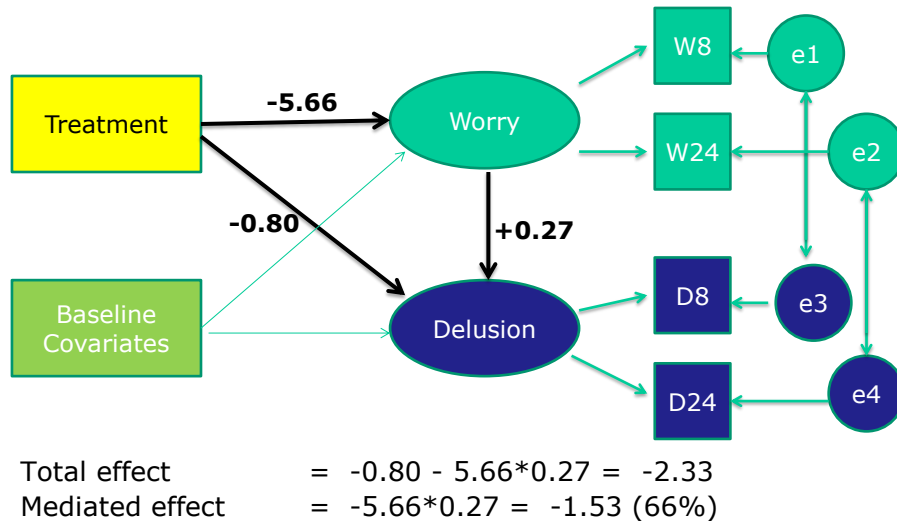 W8
e1
-5.66
Treatment
Worry
W24
e2
-0.80
+0.27
Baseline
Covariates
Delusion
D8
e3
D24
e4
Total effect = -0.80 - 5.66*0.27 = -2.33
Mediated effect = -5.66*0.27 = -1.53 (66%)